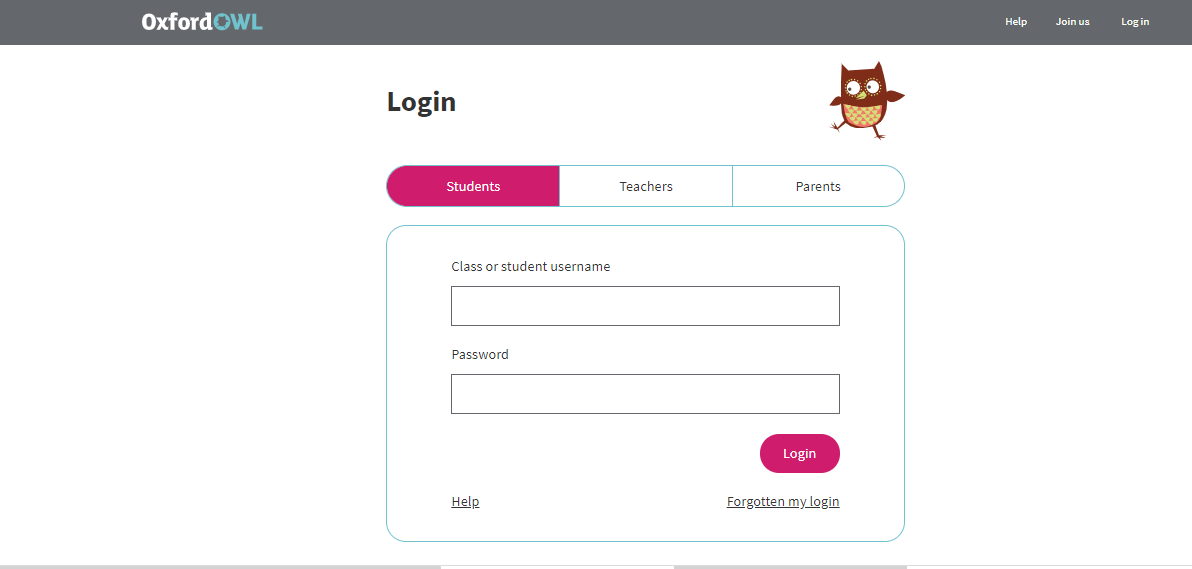 OxfordOWL Help Join us Log in
Login
Students Teachers Parents
Class or student username
Password
Login
Help Forgotten my login